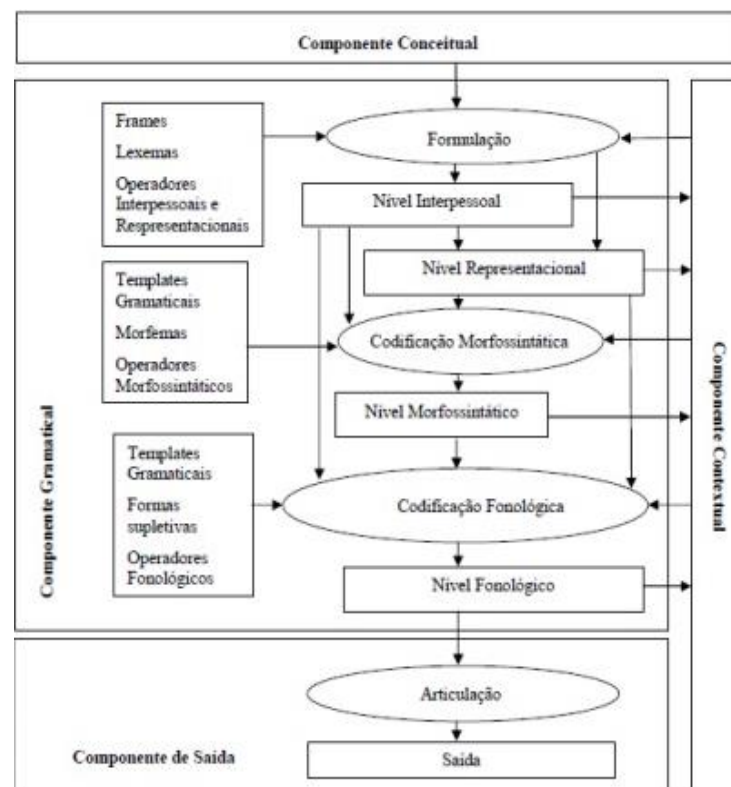 Componente Conceitual
Frames
Lexemas
Operadores
Interpessoais e
Respresentacionais
Formulação
Nível Interpessoal
Nível Representacional
Templates
Gramaticais
Morfemas
Operadores
Morfossintáticos
Codificação Morfossintática
Nível Morfossintático
Templates
Gramaticais
Formas
supletivas
Operadores
Fonológicos
Codificação Fonológica
Nível Fonológico
Componente Gramatical
Componente Contextual
Articulação
Componente de Saída
Saída